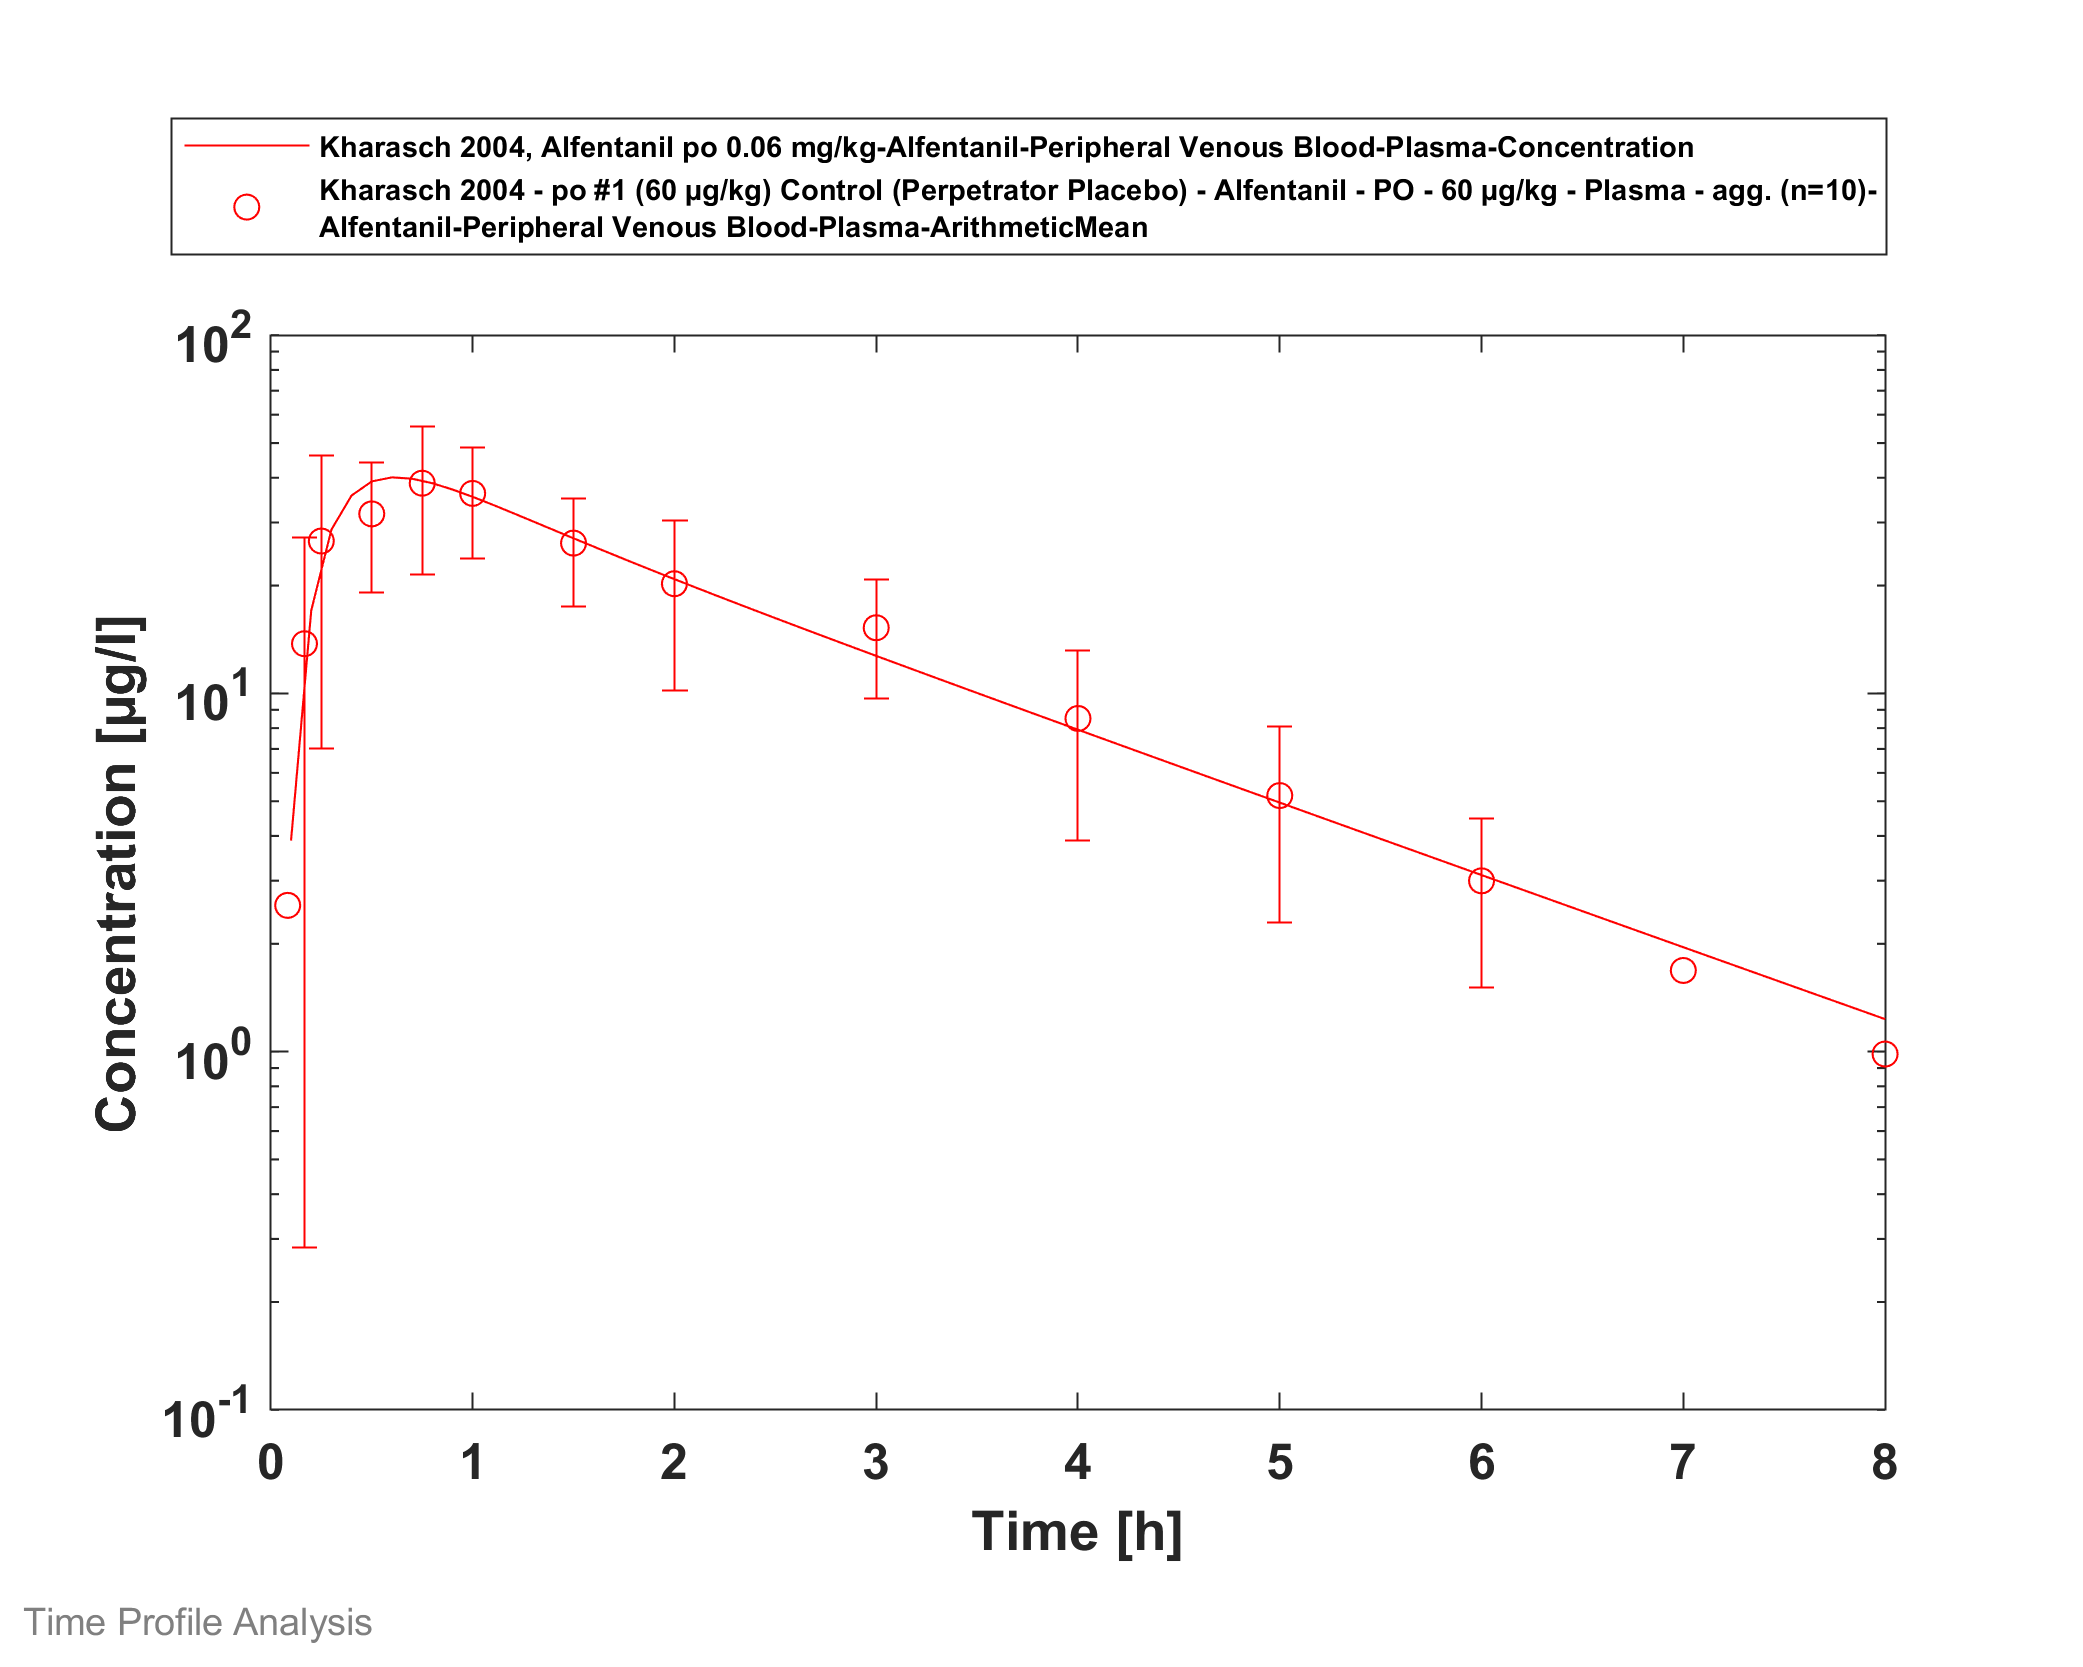 Kharasch 2004, Alfentanil po 0.06 mg/kg-Alfentanil-Peripheral Venous Blood-Plasma-Concentration
Kharasch 2004 - po #1 (60 µg/kg) Control (Perpetrator Placebo) - Alfentanil - PO - 60 µg/kg - Plasma - agg. (n=10)-
Alfentanil-Peripheral Venous Blood-Plasma-ArithmeticMean
10^2
10^1
10^0
10^-1
Concentration [µg/l]
0 1 2 3 4 5 6 7 8
Time [h]
Time Profile Analysis